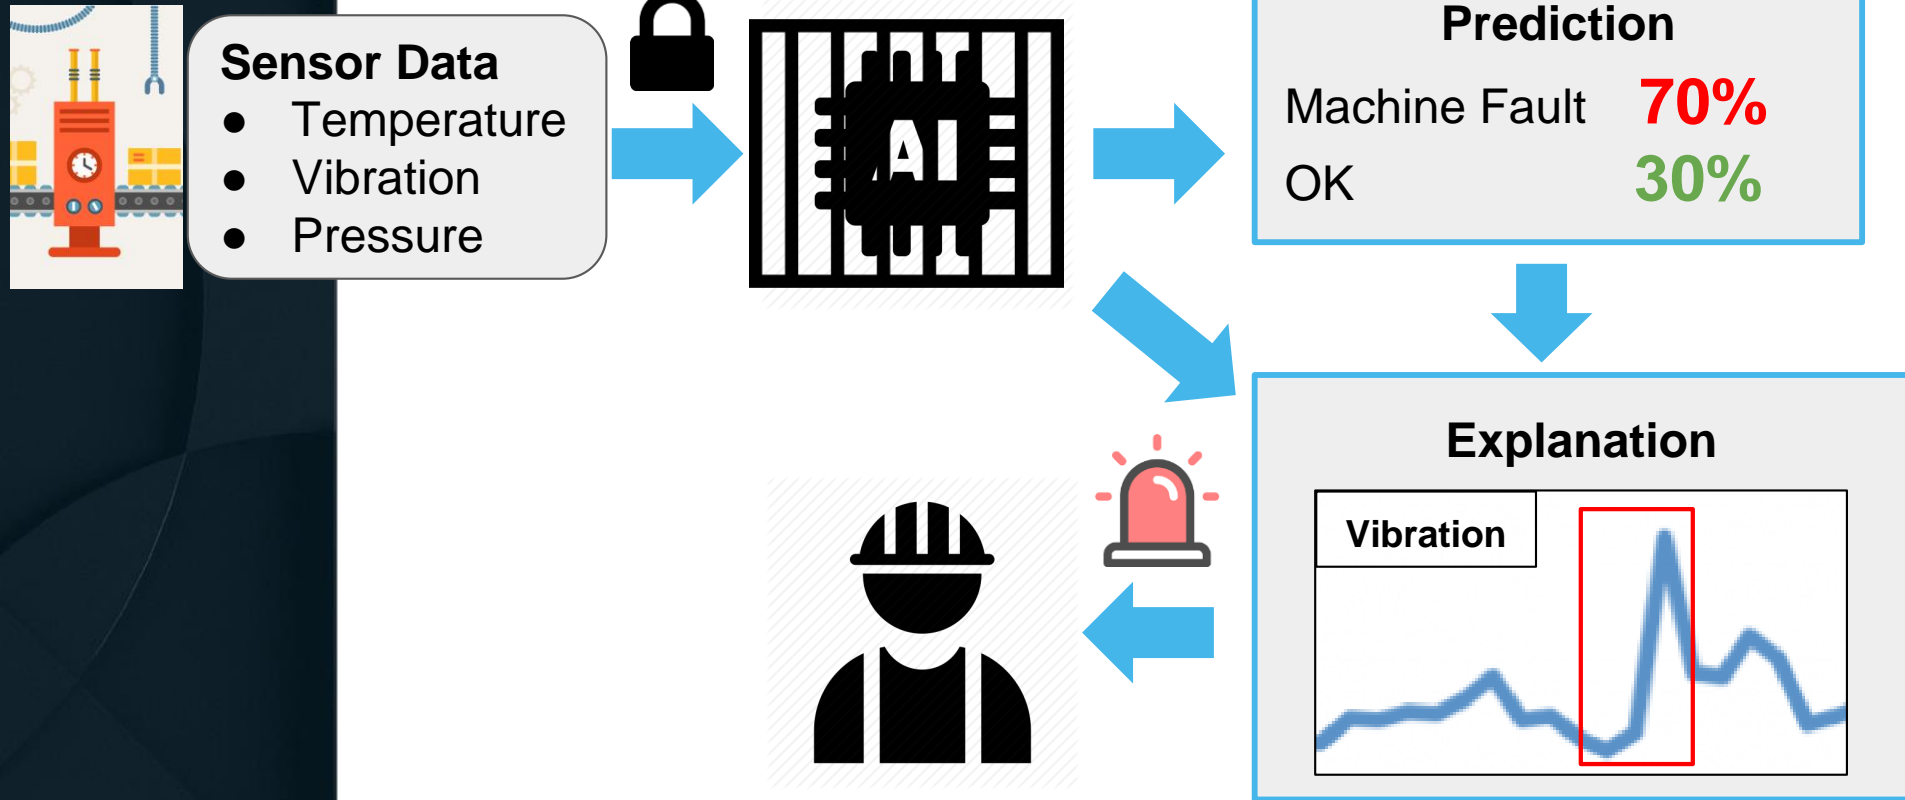 Sensor Data
● Temperature
● Vibration
● Pressure
AI
Prediction
Machine Fault 70%
OK 30%
Explanation
Vibration